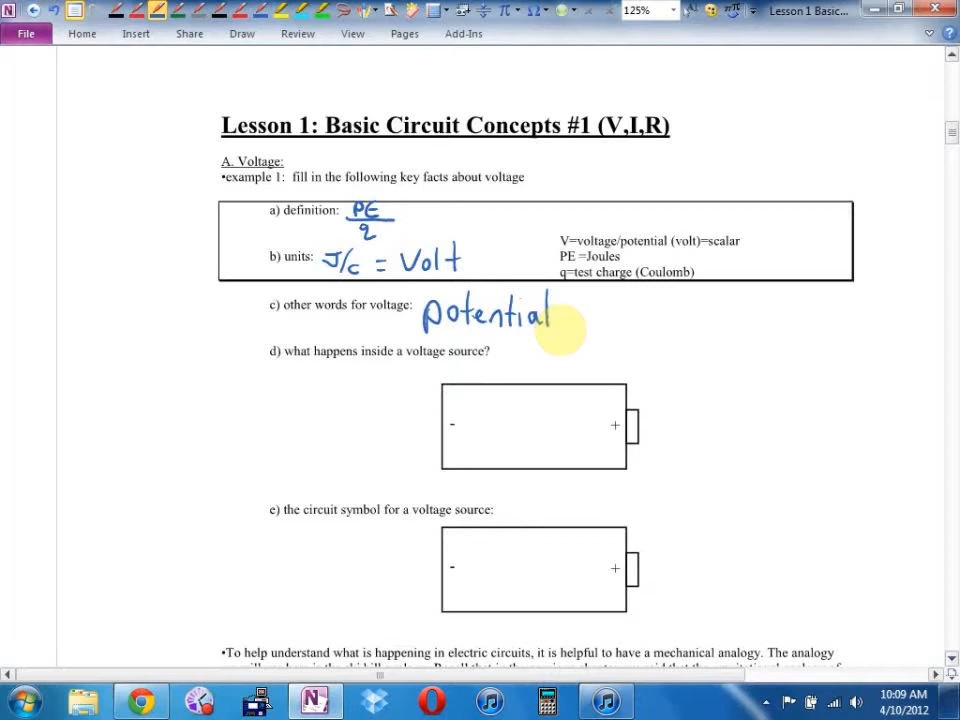 125%
Lesson 1 Basic...
File Home Insert Share Draw Review View Pages Add-Ins
Lesson 1: Basic Circuit Concepts #1 (V,I,R)
A. Voltage:
•example 1: fill in the following key facts about voltage
a) definition: PE
q
V=voltage/potential (volt)=scalar
b) units: J/C = Volt
PE =Joules
q=test charge (Coulomb)
c) other words for voltage: potential
d) what happens inside a voltage source?
- +
e) the circuit symbol for a voltage source:
- +
•To help understand what is happening in electric circuits, it is helpful to have a mechanical analogy. The analogy
10:09 AM
4/10/2012